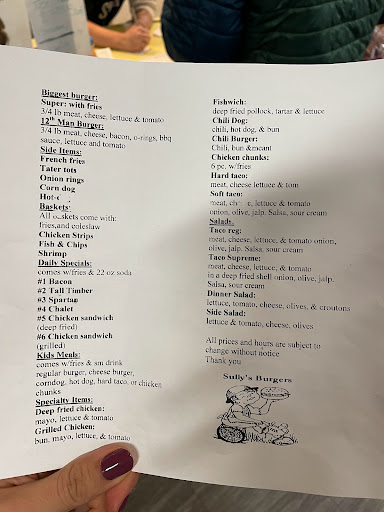 Biggest burger:
Super: with fries
3/4 lb meat, cheese, lettuce & tomato
12th Man Burger:
3/4 lb meat, cheese, bacon, o-rings, bbq
sauce, lettuce and tomato
Side Items:
French fries
Tater tots
Onion rings
Corn dog
Baskets:
All baskets come with:
fries,and coleslaw
Chicken Strips
Fish & Chips
Shrimp
Daily Specials:
comes w/fries & 22 oz soda
#1 Bacon
#2 Tall Timber
#3 Spartan
#4 Chalet
#5 Chicken sandwich
(deep fried)
#6 Chicken sandwich
(grilled)
Kids Meals:
comes w/fries & sm drink
regular burger, cheese burger,
corndog, hot dog, hard taco, or chicken
chunks
Specialty Items:
Deep fried chicken:
mayo, lettuce & tomato
Grilled Chicken:
bun, mayo, lettuce, & tomato
Fishwich:
deep fried pollock, tartar & lettuce
Chili Dog:
chili, hot dog, & bun
Chili Burger:
Chili, bun &meant
Chicken chunks:
6 pc. w/fries
Hard taco:
meat, cheese lettuce & tom
Soft taco:
meat, lettuce & tomato
onion, olive, jalp. Salsa, sour cream
Salads.
Taco reg:
meat, cheese, lettuce, & tomato onion,
olive, jalp. Salsa, sour cream
Taco Supreme:
Meat, cheese, lettuce, & tomato
in a deep fried shell onion, olive, jalp.
Salsa, sour cream
Dinner Salad:
lettuce, tomato, cheese, olives, & croutons
Side Salad:
lettuce & tomato, cheese, olives
All prices and hours are subject to
change without notice
Thank you
Sully's Burgers